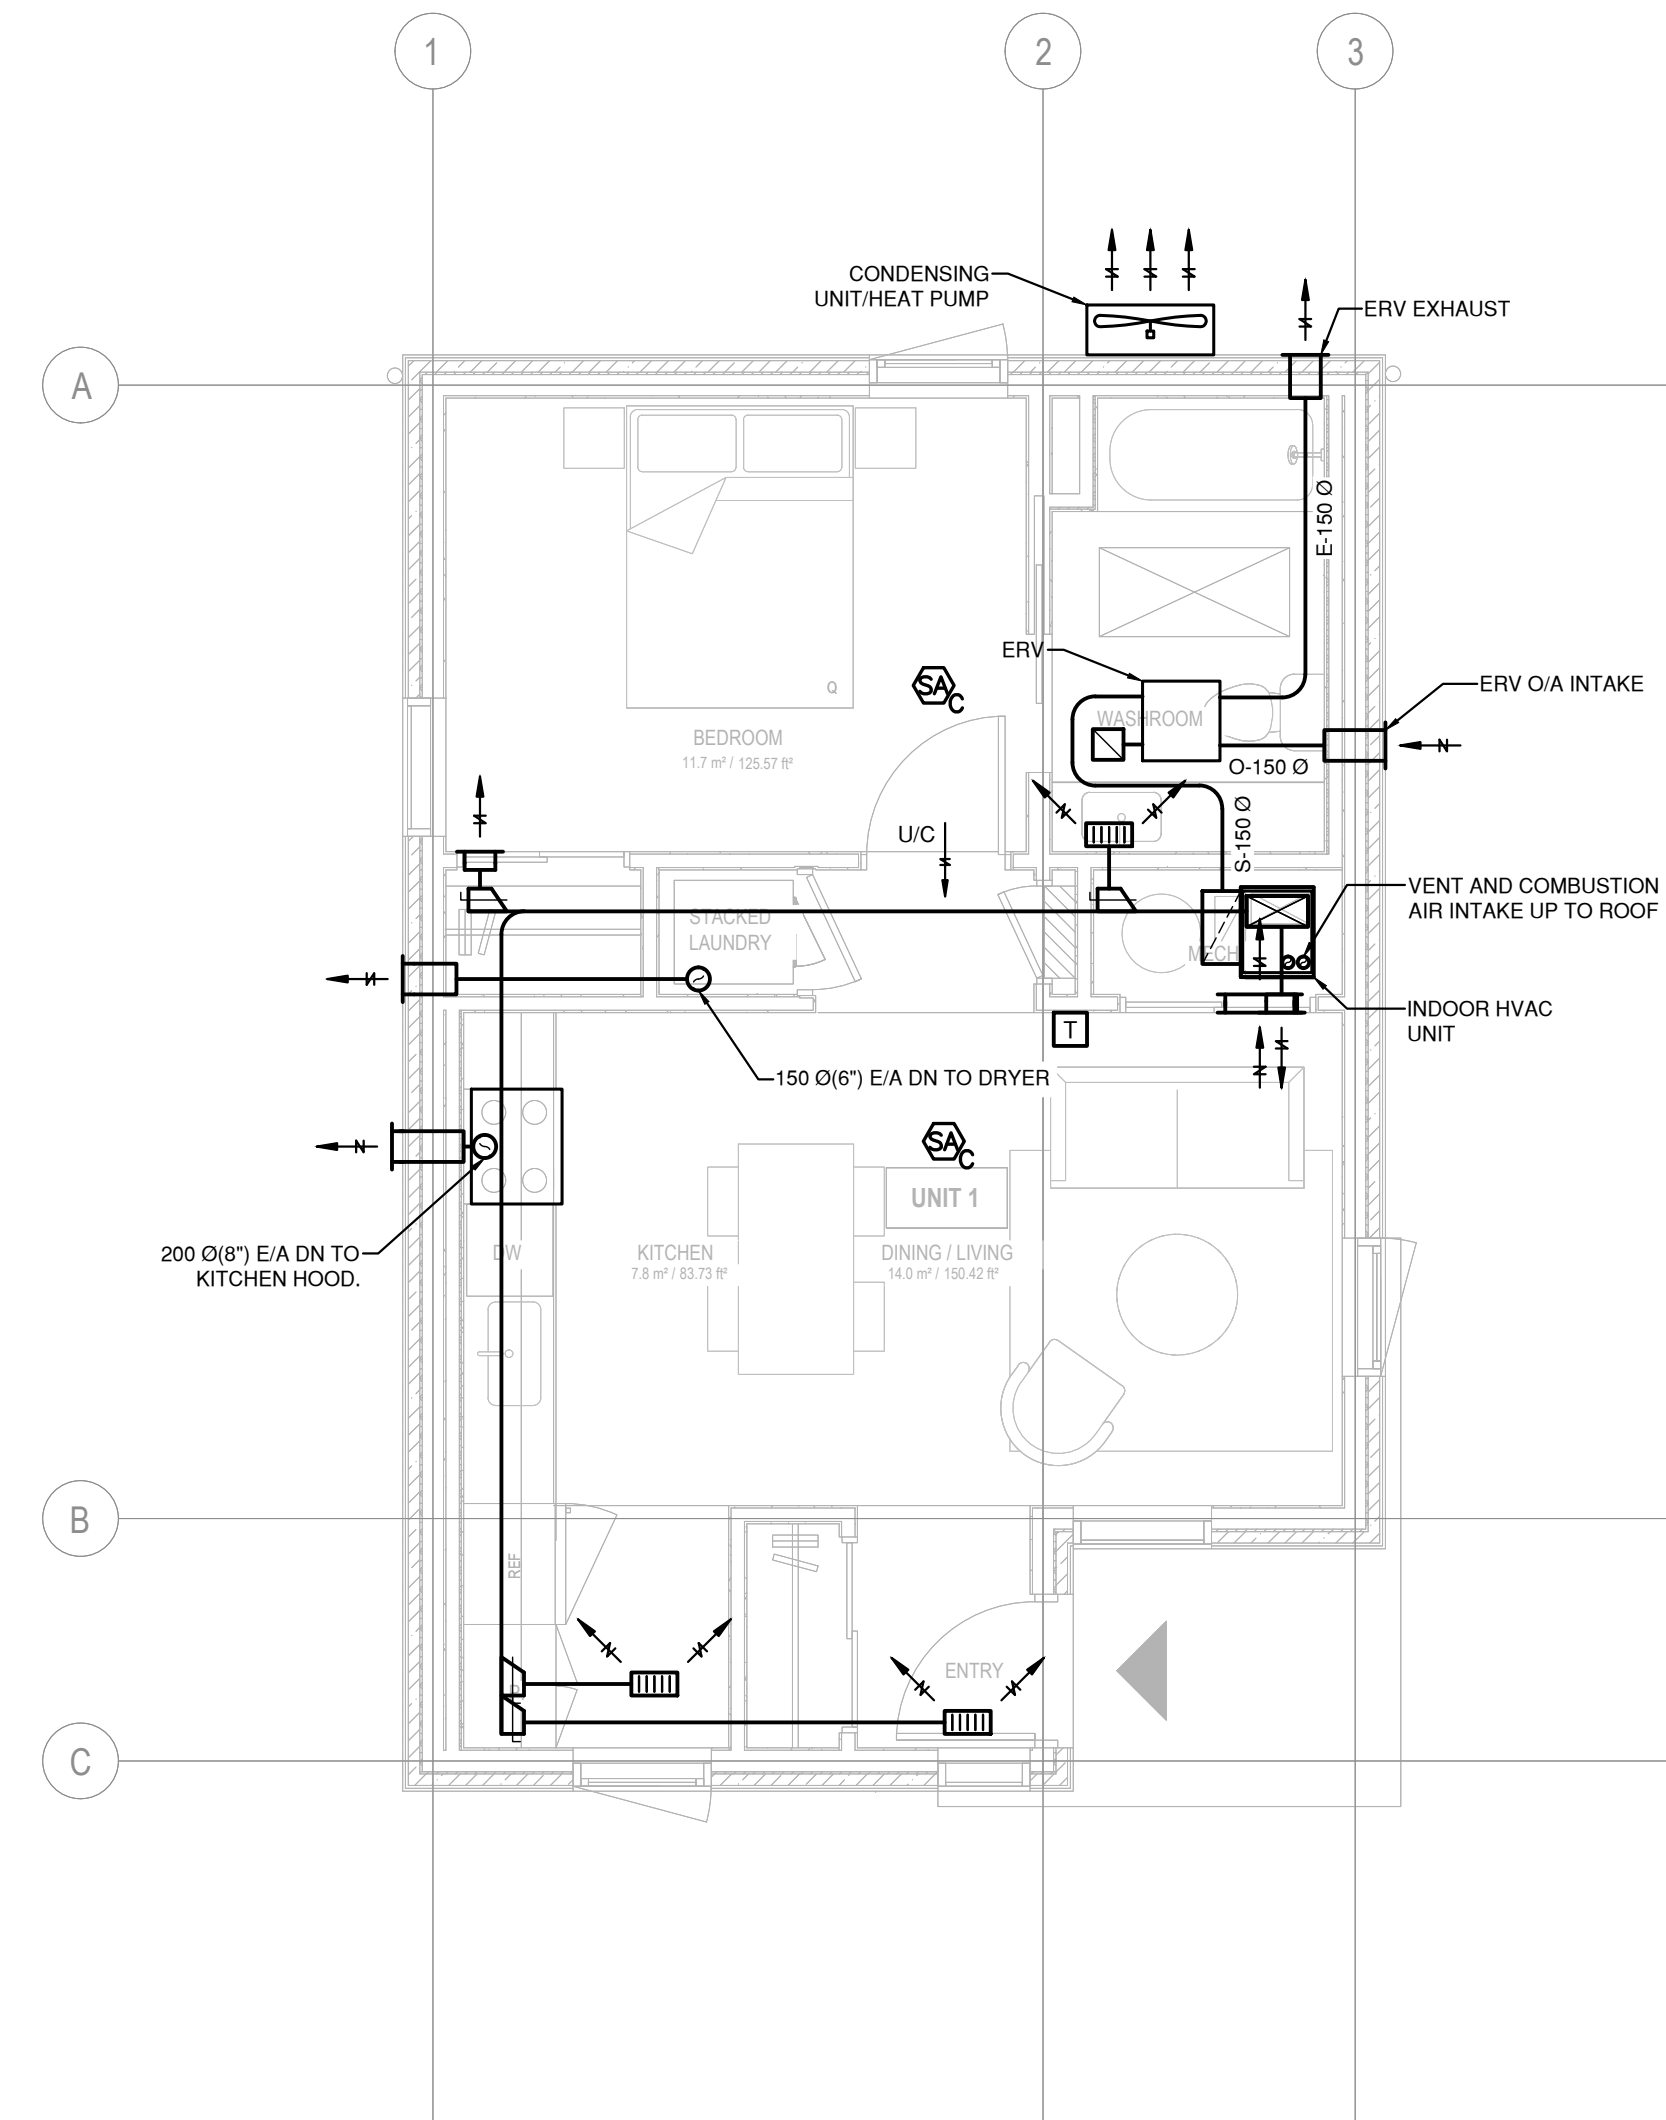 1
2
3
CONDENSING
UNIT/HEAT PUMP
ERV EXHAUST
A
E-150 Ø
ERV
ERV O/A INTAKE
Q
SA
C
WASHROOM
BEDROOM
11.7 m² / 125.57 ft²
O-150 Ø
U/C
S-150 Ø
VENT AND COMBUSTION
AIR INTAKE UP TO ROOF
STACKED
LAUNDRY
MECH
INDOOR HVAC
UNIT
T
150 Ø(6") E/A DN TO DRYER
SA
C
UNIT 1
200 Ø(8") E/A DN TO
KITCHEN HOOD.
DW
KITCHEN
7.8 m² / 83.73 ft²
DINING / LIVING
14.0 m² / 150.42 ft²
B
REF
ENTRY
C